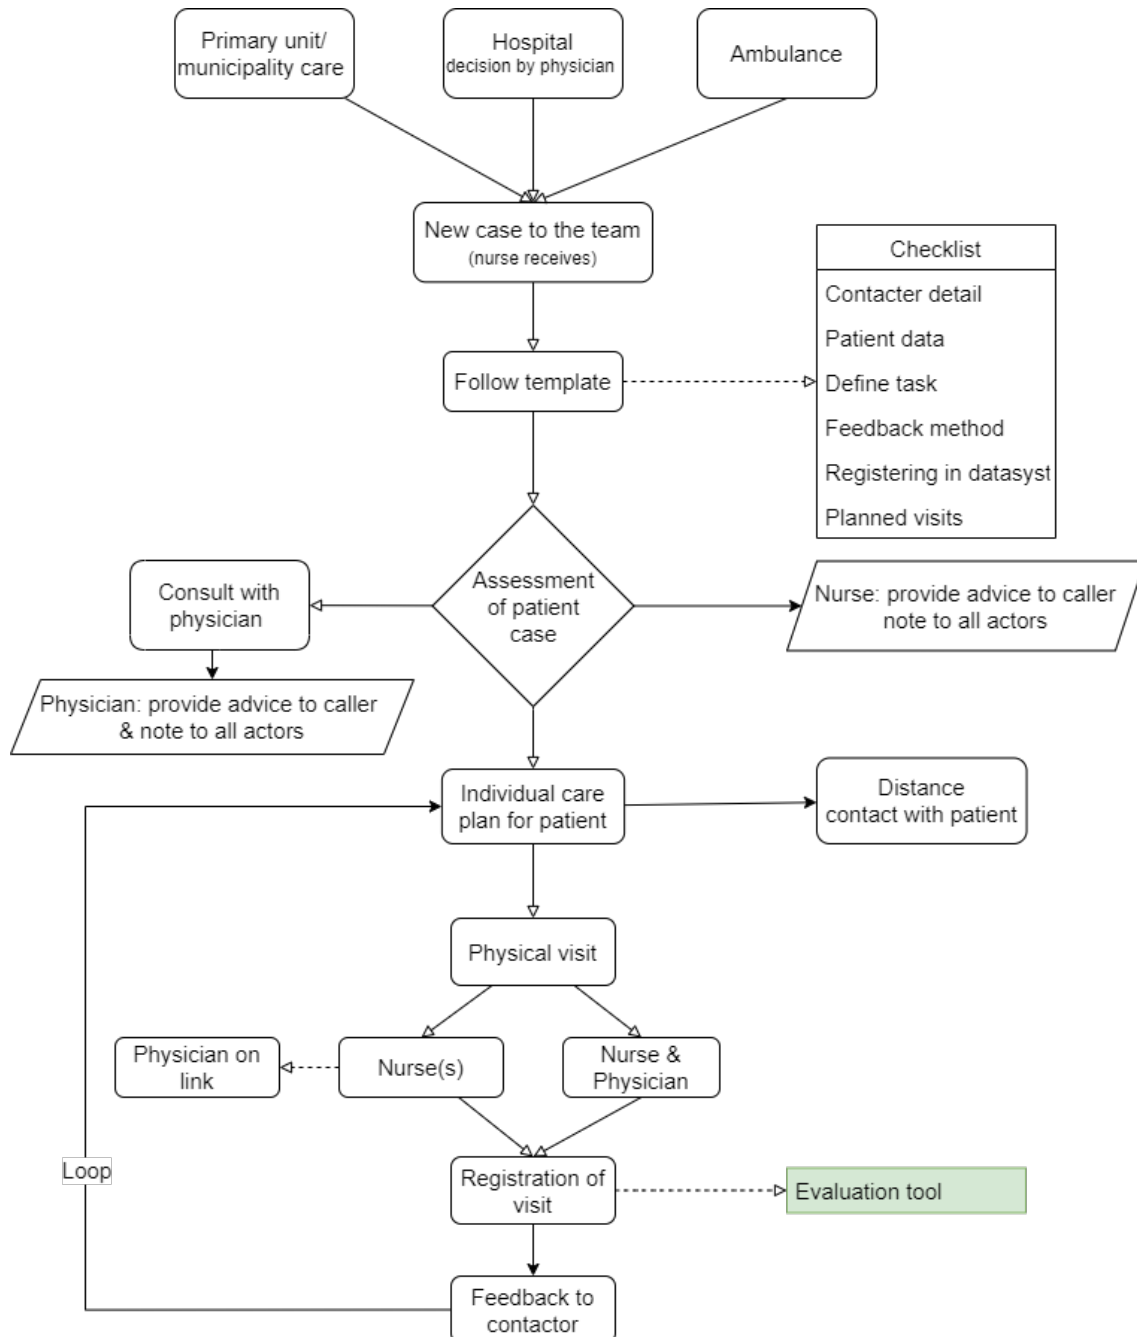 Primary unit/
municipality care
Hospital
decision by physician
Ambulance
New case to the team
(nurse receives)
Checklist
Contacter detail
Patient data
Define task
Feedback method
Registering in datasyst
Planned visits
Follow template
Assessment
of patient
case
Consult with
physician
Nurse: provide advice to caller
note to all actors
Physician: provide advice to caller
& note to all actors
Individual care
plan for patient
Distance
contact with patient
Physical visit
Physician on
link
Nurse(s)
Nurse &
Physician
Loop
Registration of
visit
Evaluation tool
Feedback to
contactor